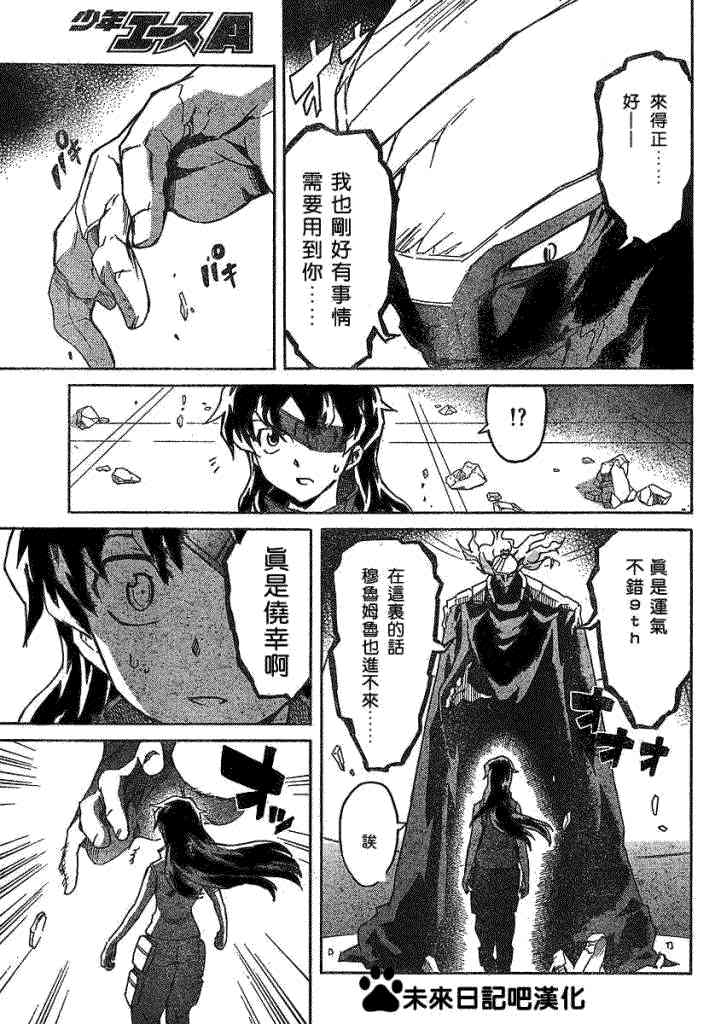 少年エースA
來得正……
好——
我也剛好有事情
需要用到你……
オオ
パキ
パキ
!?
眞是運氣
不錯9th
在這裏的話
穆魯姆魯也進不來……
誒
オオオ
眞是僥幸啊
オッ
未來日記吧漢化